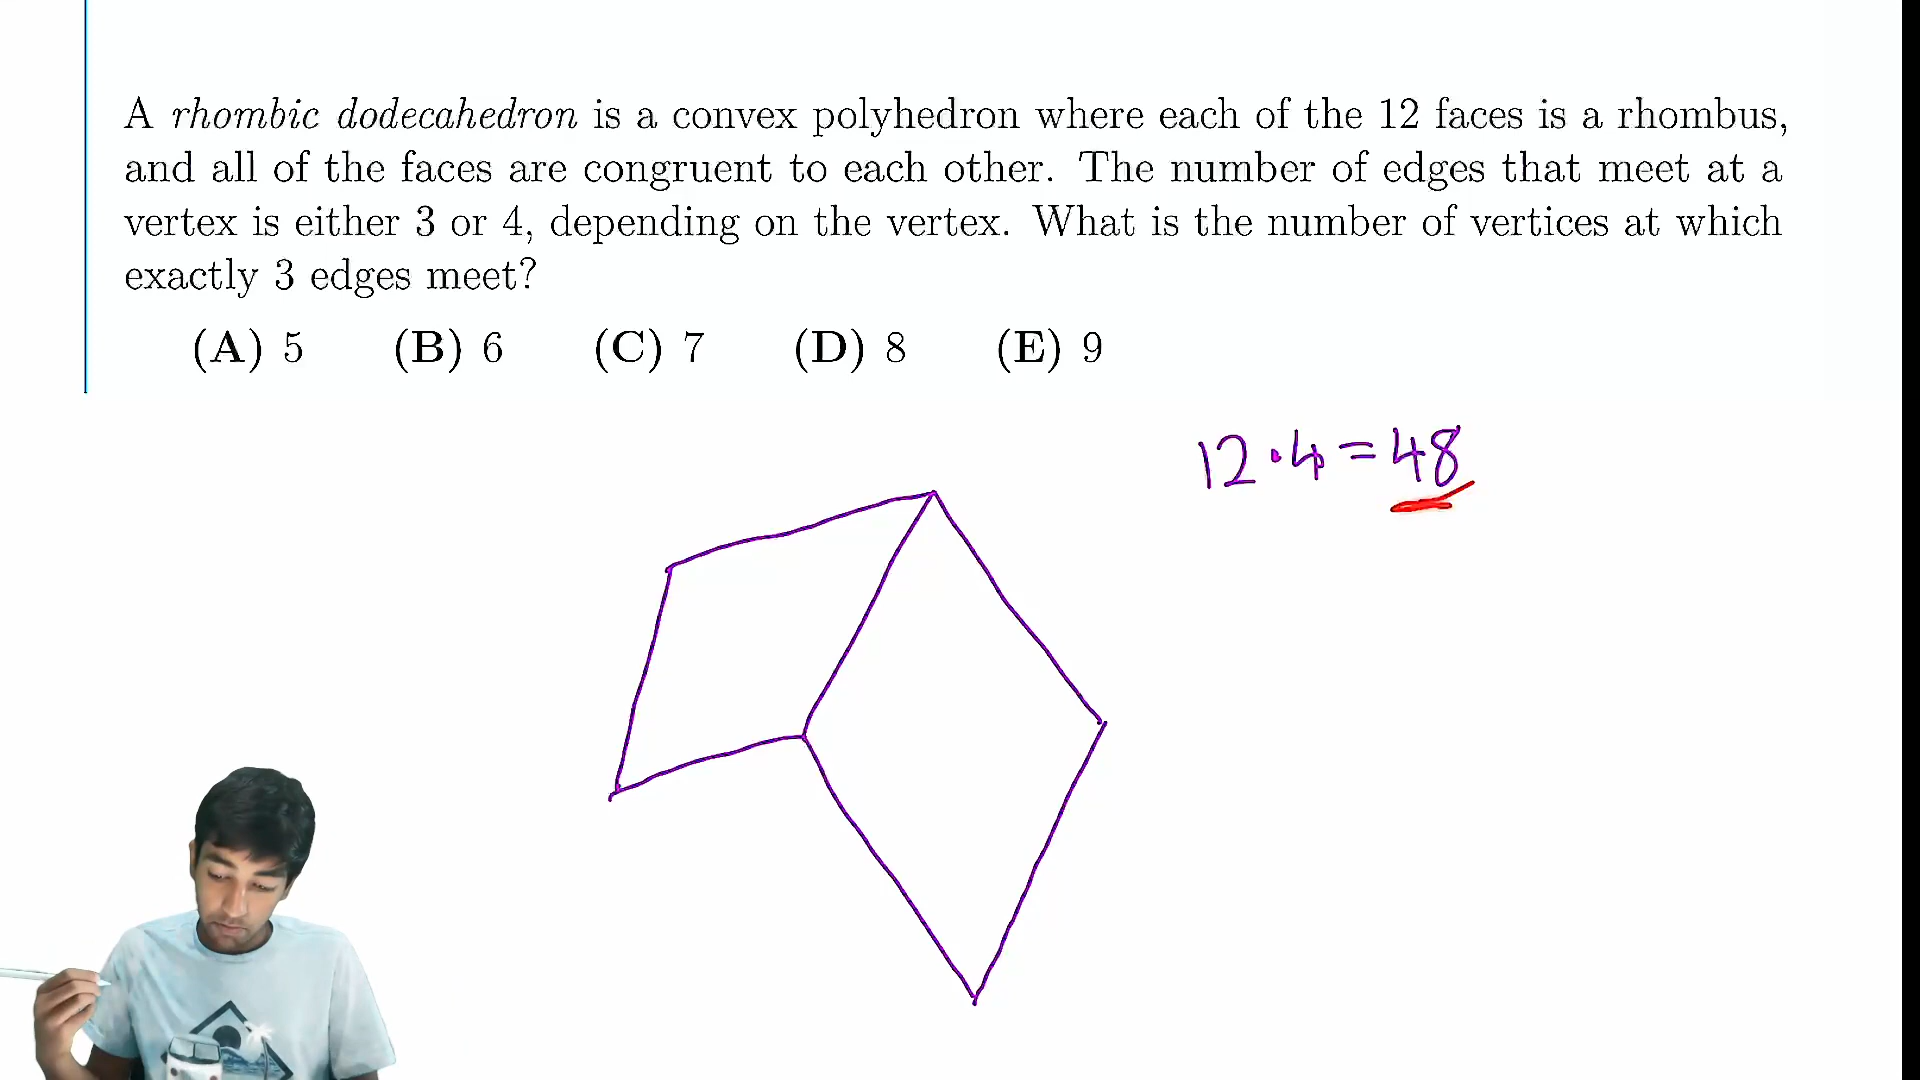 A rhombic dodecahedron is a convex polyhedron where each of the 12 faces is a rhombus,
and all of the faces are congruent to each other. The number of edges that meet at a
vertex is either 3 or 4, depending on the vertex. What is the number of vertices at which
exactly 3 edges meet?
(A) 5 (B) 6 (C) 7 (D) 8 (E) 9
12·4=48